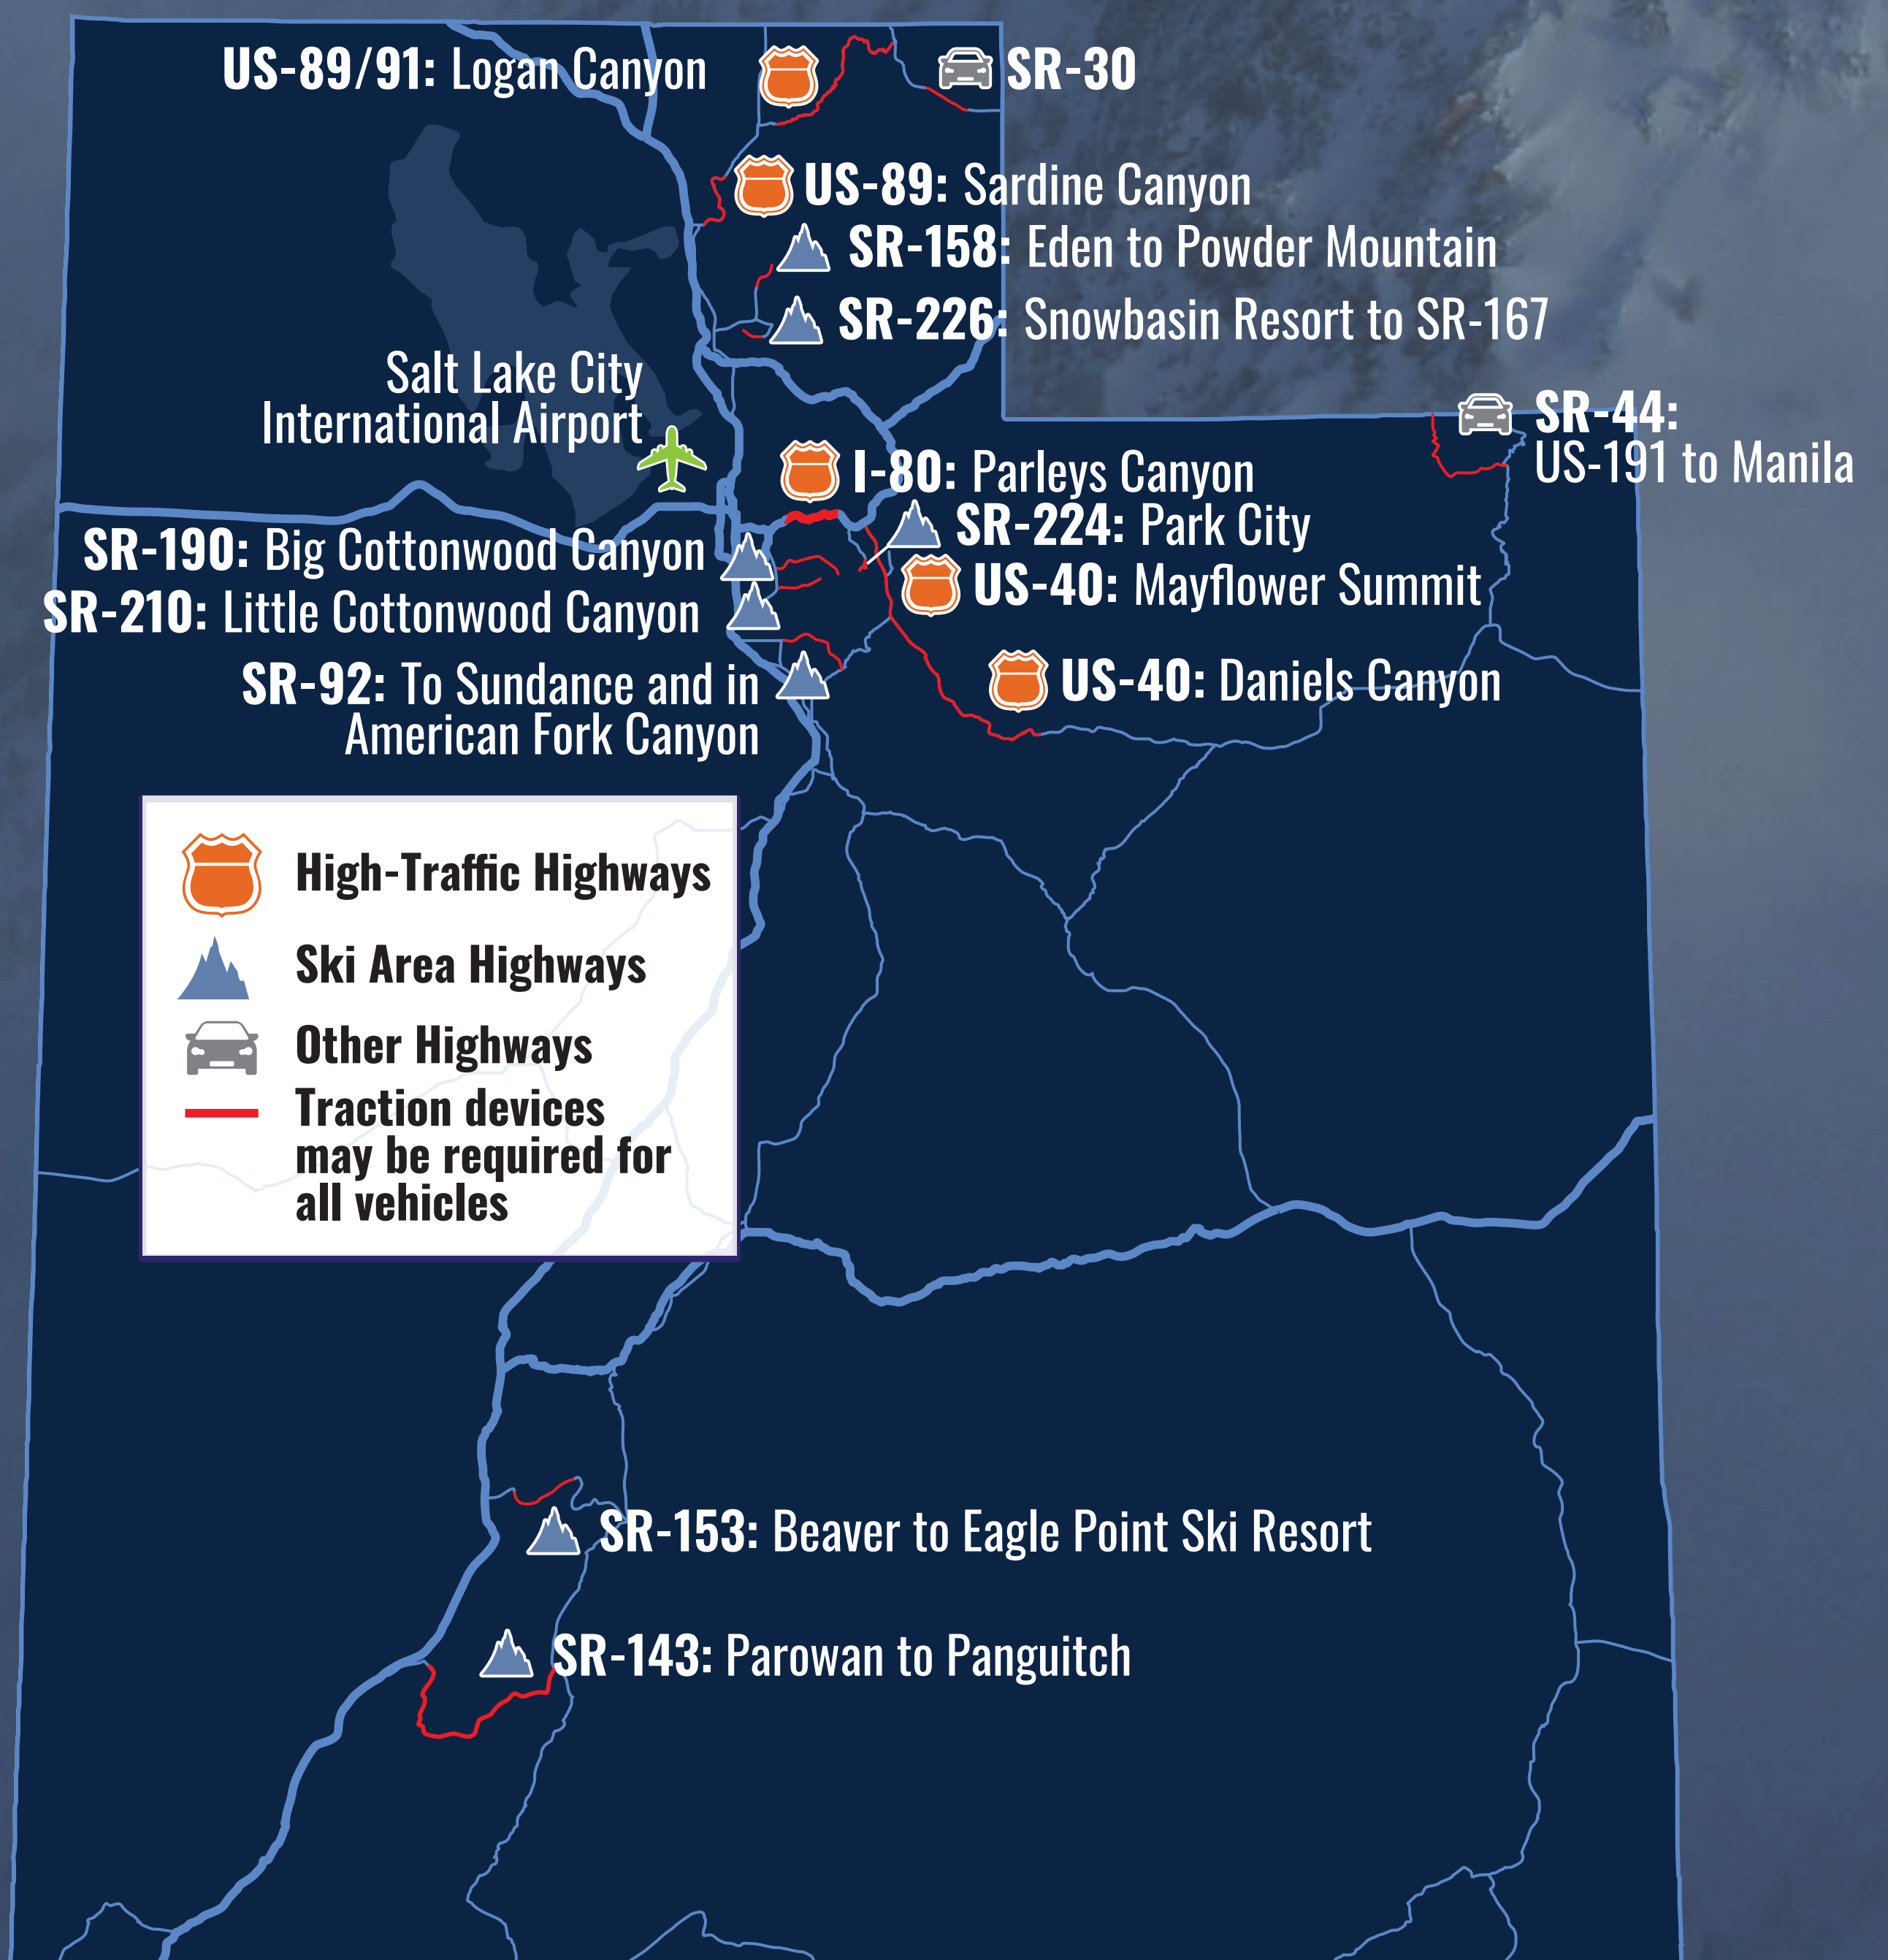 US-89/91: Logan Canyon
SR-30
US-89: Sardine Canyon
SR-158: Eden to Powder Mountain
SR-226: Snowbasin Resort to SR-167
Salt Lake City
International Airport
SR-44:
US-191 to Manila
I-80: Parleys Canyon
SR-224: Park City
SR-190: Big Cottonwood Canyon
US-40: Mayflower Summit
SR-210: Little Cottonwood Canyon
US-40: Daniels Canyon
SR-92: To Sundance and in
American Fork Canyon
High-Traffic Highways
Ski Area Highways
Other Highways
Traction devices
may be required for
all vehicles
SR-153: Beaver to Eagle Point Ski Resort
SR-143: Parowan to Panguitch